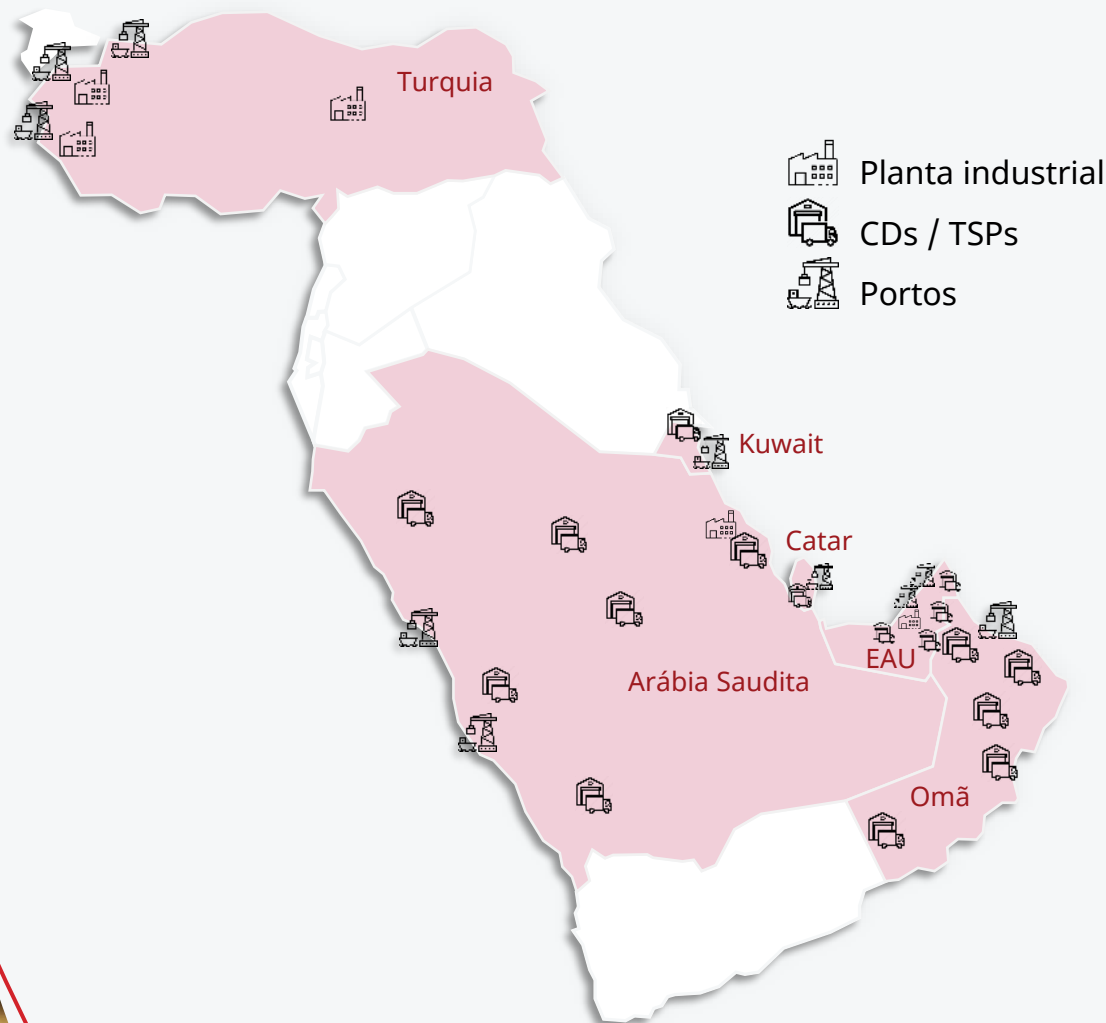 Turquia
Planta industrial
CDs / TSPs
Portos
Kuwait
Catar
EAU
Arábia Saudita
Omã